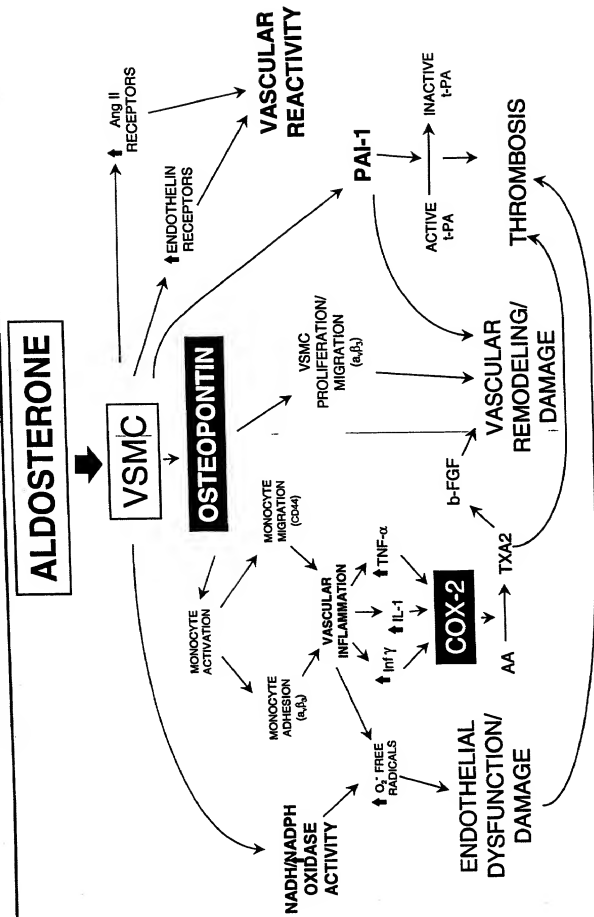 ALDOSTERONE
VSMC
Ang II
RECEPTORS
ENDOTHELIN
RECEPTORS
VASCULAR
REACTIVITY
OSTEOPONTIN
MONOCYTE
ACTIVATION
MONOCYTE
MIGRATION
(CD44)
MONOCYTE
ADHESION
(aᵥβ₃)
VSMC
PROLIFERATION/
MIGRATION
(aᵥβ₃)
PAI-1
ACTIVE
t-PA
INACTIVE
t-PA
NADH/NADPH
OXIDASE
ACTIVITY
VASCULAR
INFLAMMATION
O₂⁻ FREE
RADICALS
Inf γ
IL-1
TNF-α
COX-2
AA
TXA2
b-FGF
ENDOTHELIAL
DYSFUNCTION/
DAMAGE
VASCULAR
REMODELING/
DAMAGE
THROMBOSIS